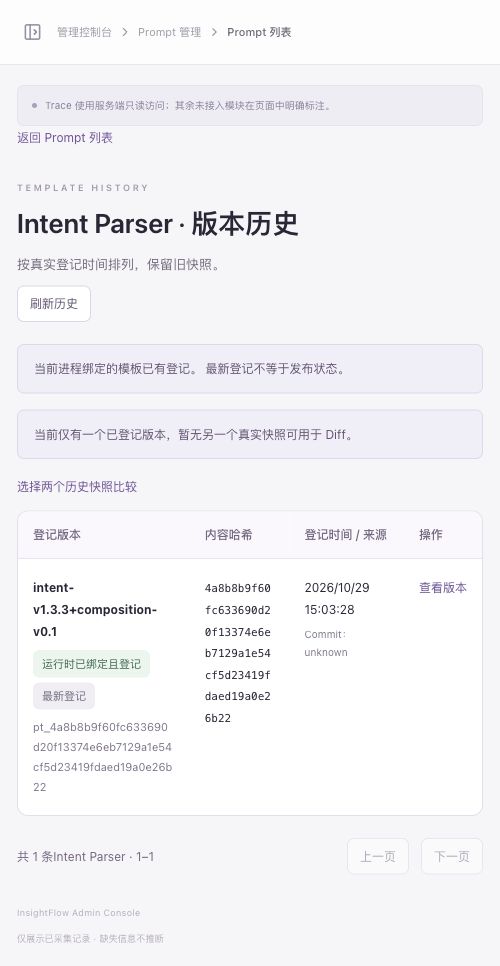 管理控制台 > Prompt 管理 > Prompt 列表
Trace 使用服务端只读访问；其余未接入模块在页面中明确标注。
返回 Prompt 列表
TEMPLATE HISTORY
Intent Parser · 版本历史
按真实登记时间排列，保留旧快照。
刷新历史
当前进程绑定的模板已有登记。 最新登记不等于发布状态。
当前仅有一个已登记版本，暂无另一个真实快照可用于 Diff。
选择两个历史快照比较
登记版本 内容哈希 登记时间 / 来源 操作
intent-
v1.3.3+composition-
v0.1
运行时已绑定且登记
最新登记
pt_4a8b8b9f60fc633690
d20f13374e6eb7129a1e54
cf5d23419fdaed19a0e26b
22
4a8b8b9f60
fc633690d2
0f13374e6e
b7129a1e54
cf5d23419f
daed19a0e2
6b22
2026/10/29
15:03:28
Commit:
unknown
查看版本
共 1 条Intent Parser · 1–1
上一页 下一页
InsightFlow Admin Console
仅展示已采集记录 · 缺失信息不推断